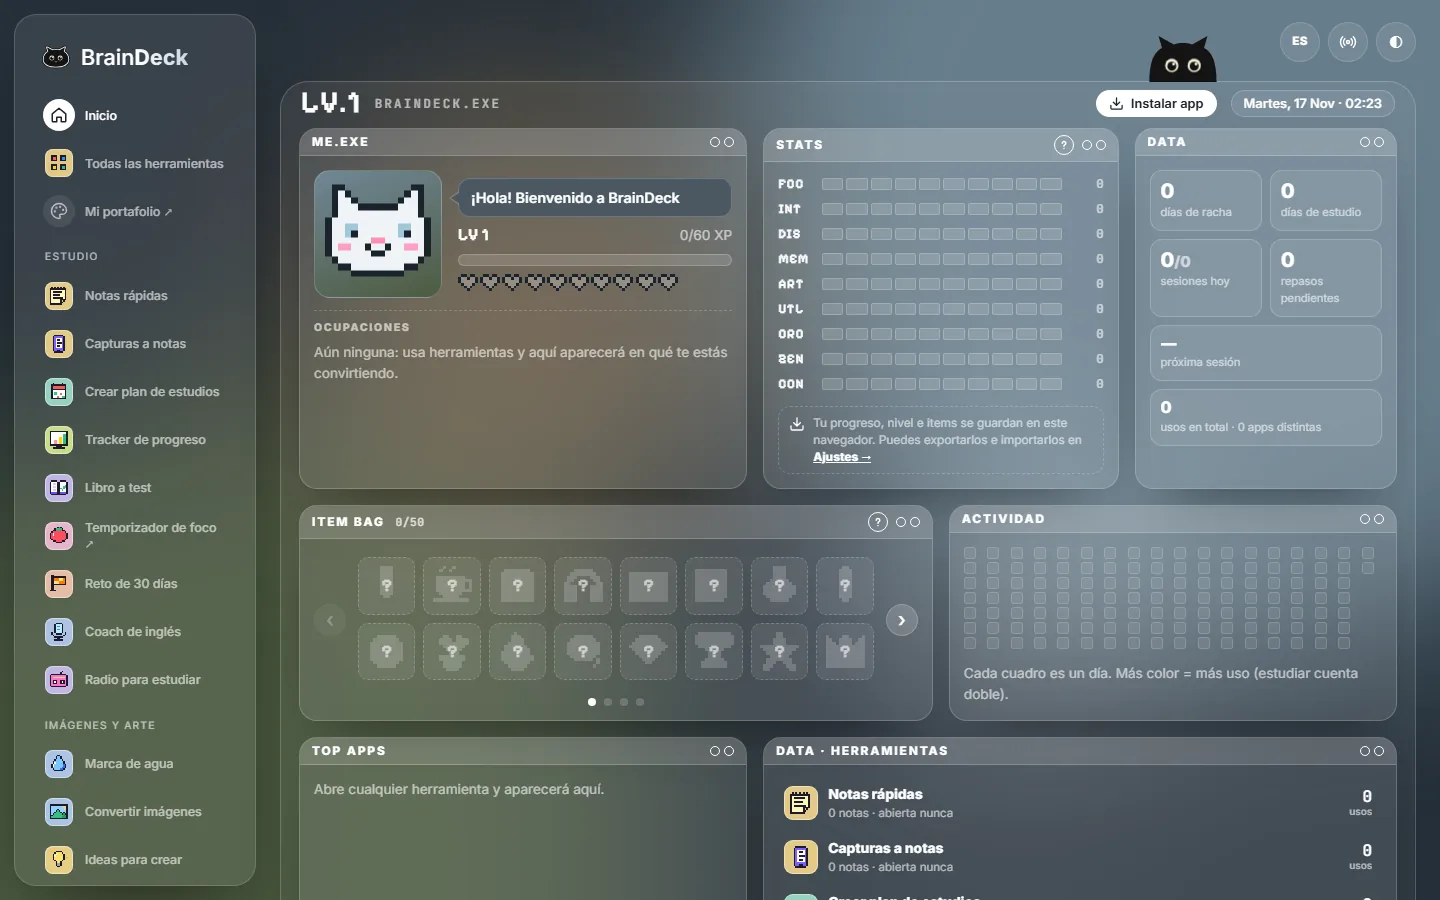 BrainDeck
Inicio
Todas las herramientas
Mi portafolio ↗
ESTUDIO
Notas rápidas
Capturas a notas
Crear plan de estudios
Tracker de progreso
Libro a test
Temporizador de foco
↗
Reto de 30 días
Coach de inglés
Radio para estudiar
IMÁGENES Y ARTE
Marca de agua
Convertir imágenes
Ideas para crear
ES
LV.1 BRAINDECK.EXE
Instalar app
Martes, 17 Nov · 02:23
ME.EXE
¡Hola! Bienvenido a BrainDeck
LV 1 0/60 XP
OCUPACIONES
Aún ninguna: usa herramientas y aquí aparecerá en qué te estás
convirtiendo.
STATS ?
FOO 0
INT 0
DIS 0
MEM 0
ART 0
UTL 0
ORO 0
ZEN 0
CON 0
Tu progreso, nivel e items se guardan en este
navegador. Puedes exportarlos e importarlos en
Ajustes →
DATA
0
días de racha
0
días de estudio
0/0
sesiones hoy
0
repasos
pendientes
—
próxima sesión
0
usos en total · 0 apps distintas
ITEM BAG 0/50 ?
‹ ? ? ? ? ? ? ? ? ›
? ? ? ? ? ? ? ?
ACTIVIDAD
Cada cuadro es un día. Más color = más uso (estudiar cuenta
doble).
TOP APPS
Abre cualquier herramienta y aparecerá aquí.
DATA · HERRAMIENTAS
Notas rápidas
0 notas · abierta nunca
0
usos
Capturas a notas
0 notas · abierta nunca
0
usos